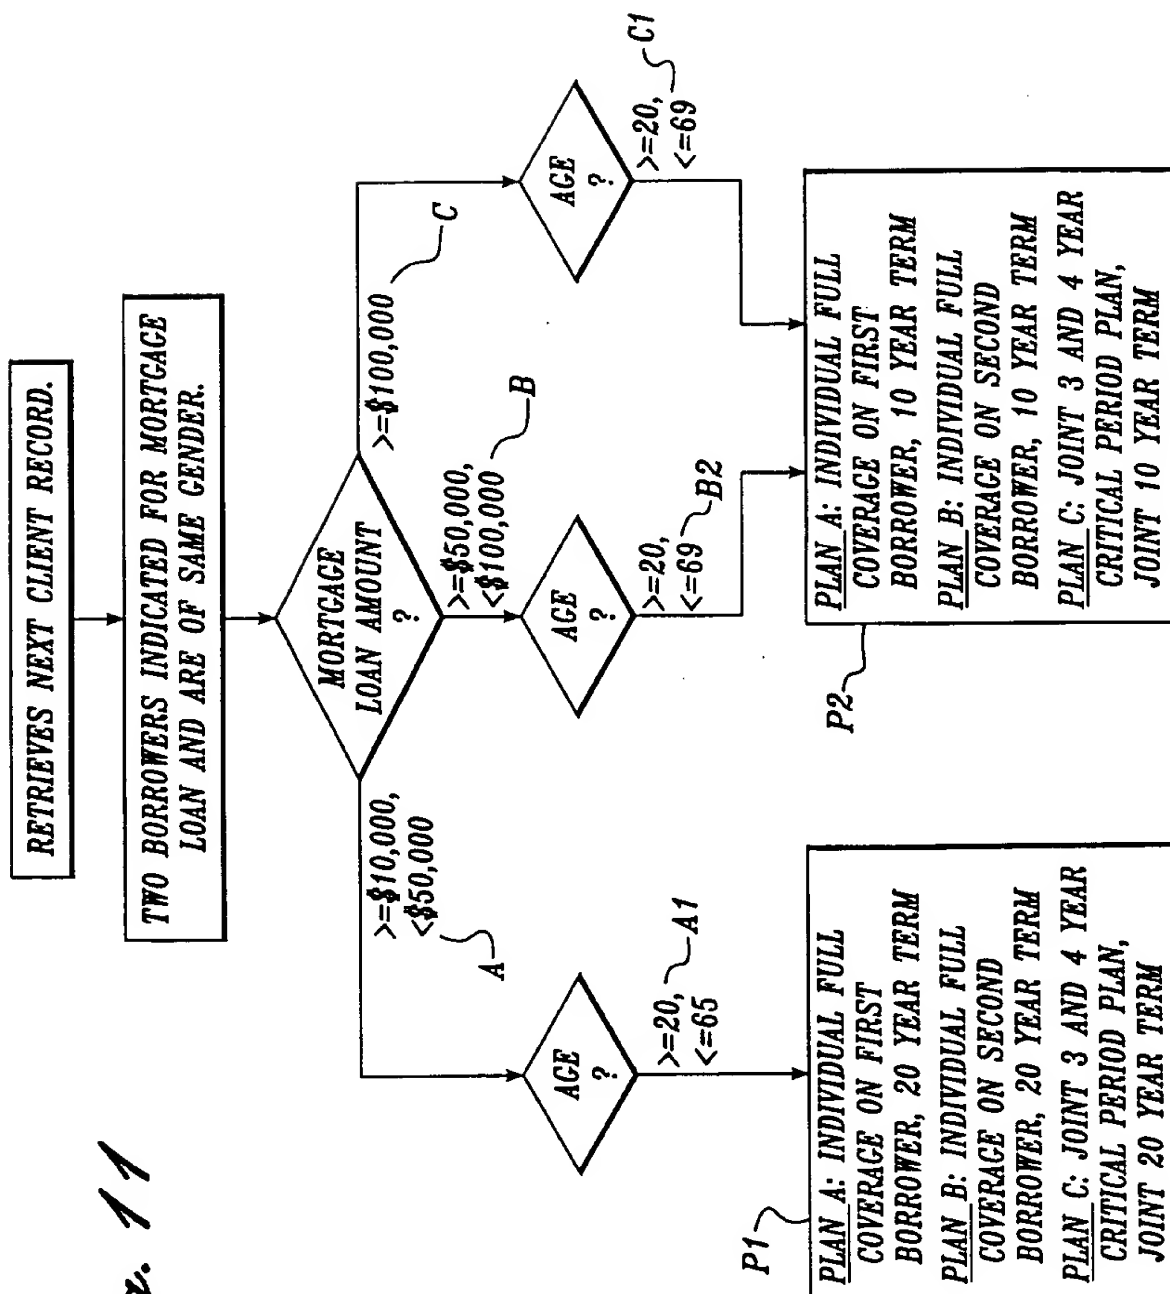 RETRIEVES NEXT CLIENT RECORD.
TWO BORROWERS INDICATED FOR MORTGAGE
LOAN AND ARE OF SAME GENDER.
MORTGAGE
LOAN AMOUNT
?
>=$10,000,
<$50,000
A
>=$50,000,
<$100,000
B
>=$100,000
C
AGE
?
>=20,
<=65
A1
AGE
?
>=20,
<=69
B2
AGE
?
>=20,
<=69
C1
P1
PLAN A: INDIVIDUAL FULL
COVERAGE ON FIRST
BORROWER, 20 YEAR TERM
PLAN B: INDIVIDUAL FULL
COVERAGE ON SECOND
BORROWER, 20 YEAR TERM
PLAN C: JOINT 3 AND 4 YEAR
CRITICAL PERIOD PLAN,
JOINT 20 YEAR TERM
P2
PLAN A: INDIVIDUAL FULL
COVERAGE ON FIRST
BORROWER, 10 YEAR TERM
PLAN B: INDIVIDUAL FULL
COVERAGE ON SECOND
BORROWER, 10 YEAR TERM
PLAN C: JOINT 3 AND 4 YEAR
CRITICAL PERIOD PLAN,
JOINT 10 YEAR TERM
11